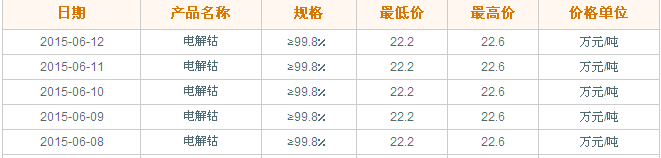 日期 产品名称 规格 最低价 最高价 价格单位
2015-06-12 电解钴 ≥99.8% 22.2 22.6 万元/吨
2015-06-11 电解钴 ≥99.8% 22.2 22.6 万元/吨
2015-06-10 电解钴 ≥99.8% 22.2 22.6 万元/吨
2015-06-09 电解钴 ≥99.8% 22.2 22.6 万元/吨
2015-06-08 电解钴 ≥99.8% 22.2 22.6 万元/吨